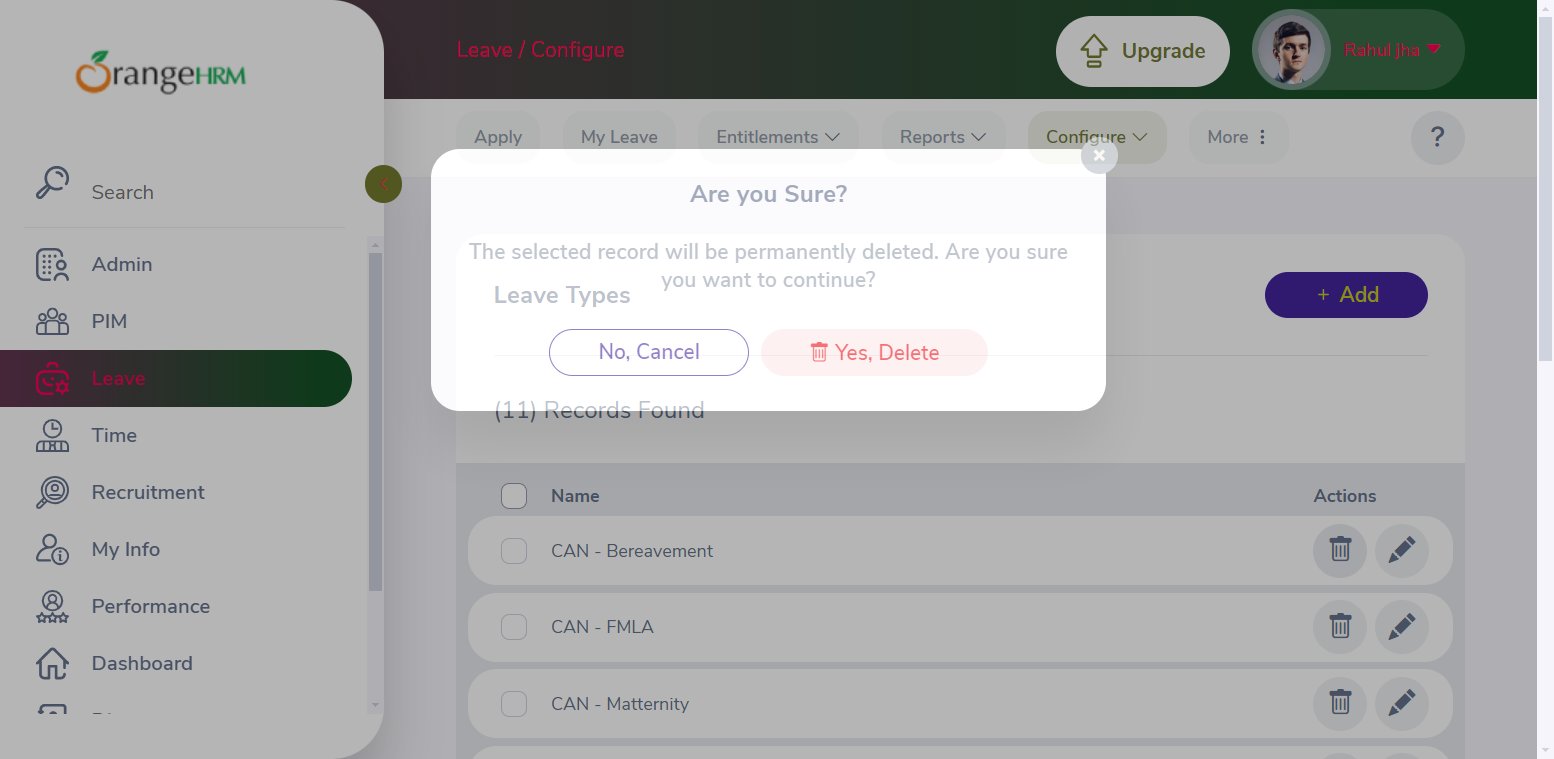 OrangeHRM
Leave / Configure
Upgrade
Rahul jha
Apply
My Leave
Entitlements
Reports
Configure
More
?
Search
Admin
PIM
Leave
Time
Recruitment
My Info
Performance
Dashboard
Are you Sure?
The selected record will be permanently deleted. Are you sure
you want to continue?
No, Cancel
Yes, Delete
Leave Types
+ Add
(11) Records Found
Name
Actions
CAN - Bereavement
CAN - FMLA
CAN - Matternity